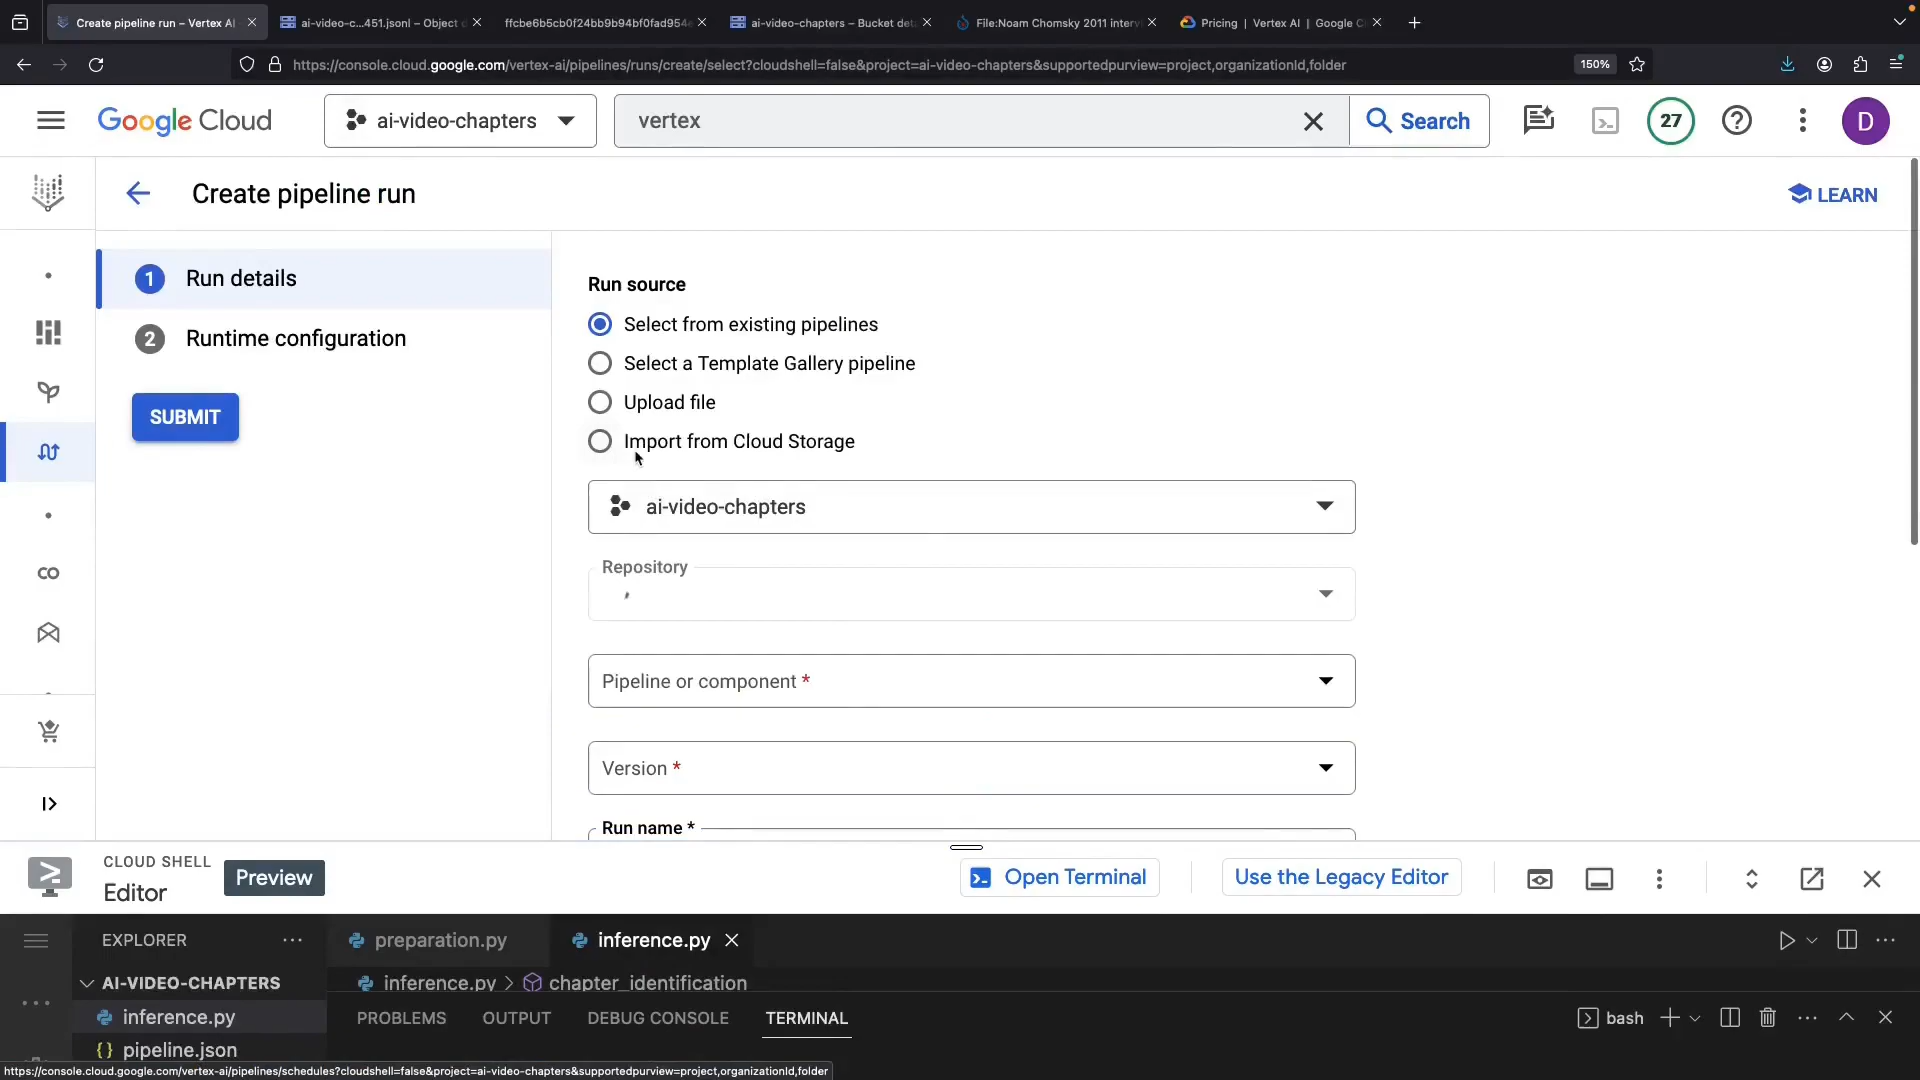 Create pipeline run – Vertex AI
ai-video-c...451.jsonl – Object d
ffcbe6b5cb0f24bb9b94bf0fad954e
ai-video-chapters – Bucket det
File:Noam Chomsky 2011 interv
Pricing | Vertex AI | Google C
https://console.cloud.google.com/vertex-ai/pipelines/runs/create/select?cloudshell=false&project=ai-video-chapters&supportedpurview=project,organizationId,folder
150%
Google Cloud
ai-video-chapters
vertex
Search
27
D
Create pipeline run
LEARN
1 Run details
2 Runtime configuration
SUBMIT
Run source
Select from existing pipelines
Select a Template Gallery pipeline
Upload file
Import from Cloud Storage
ai-video-chapters
Repository
Pipeline or component *
Version *
Run name *
CLOUD SHELL
Editor
Preview
Open Terminal
Use the Legacy Editor
EXPLORER
preparation.py
inference.py
AI-VIDEO-CHAPTERS
inference.py > chapter_identification
inference.py
PROBLEMS
OUTPUT
DEBUG CONSOLE
TERMINAL
bash
{} pipeline.json
https://console.cloud.google.com/vertex-ai/pipelines/schedules?cloudshell=false&project=ai-video-chapters&supportedpurview=project,organizationId,folder